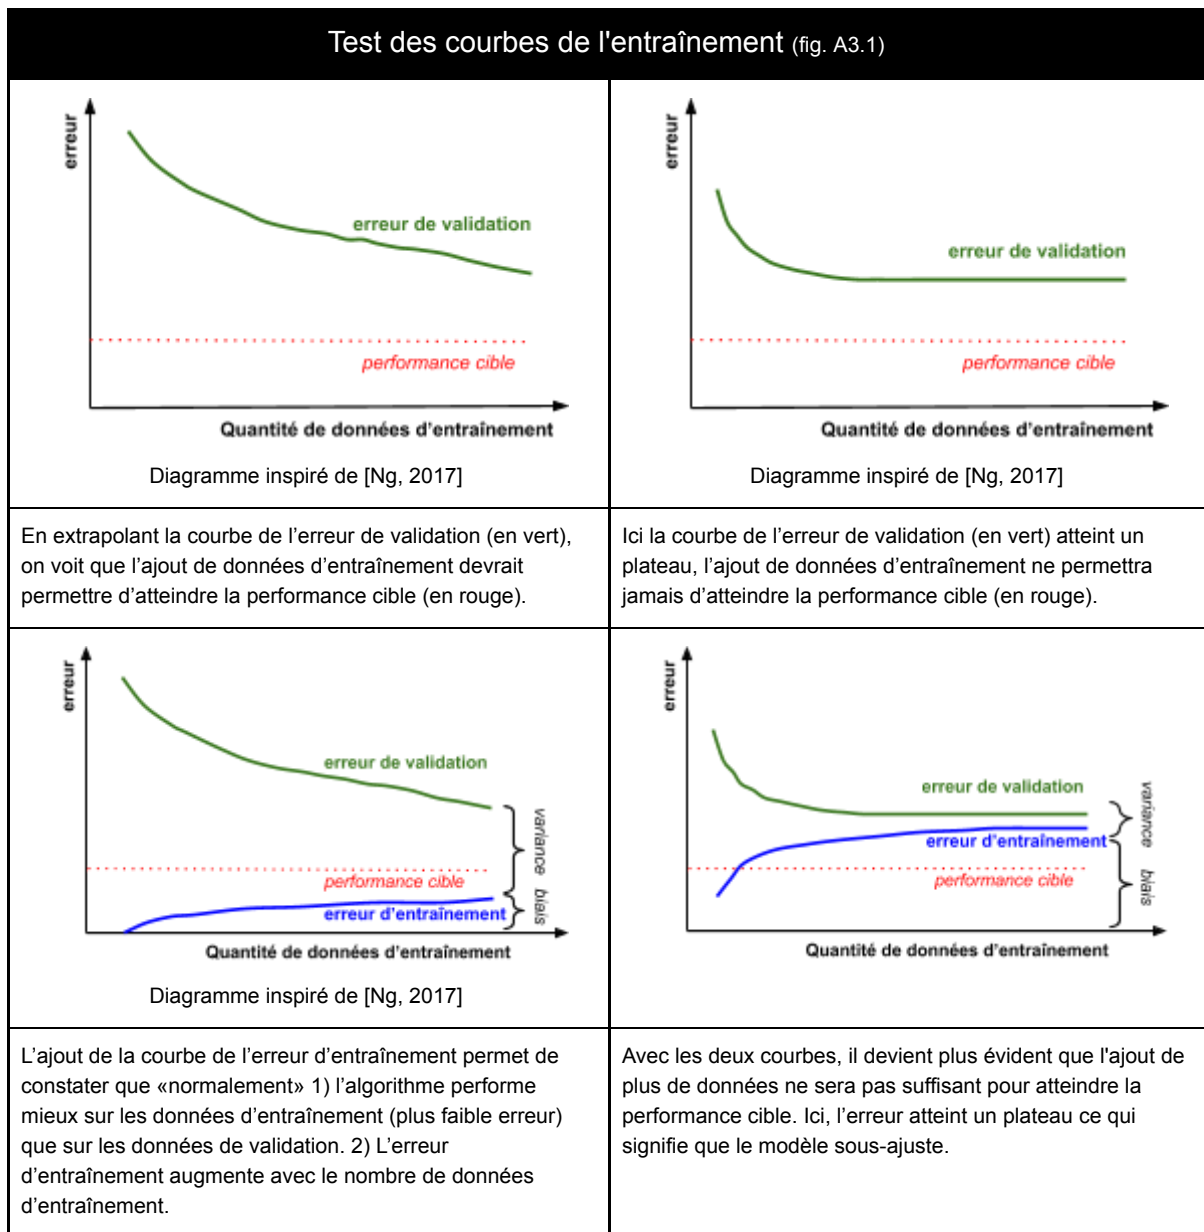 Test des courbes de l'entraînement (fig. A3.1)
erreur
erreur de validation
performance cible
Quantité de données d'entraînement
Diagramme inspiré de [Ng, 2017]
erreur
erreur de validation
performance cible
Quantité de données d'entraînement
Diagramme inspiré de [Ng, 2017]
En extrapolant la courbe de l’erreur de validation (en vert),
on voit que l’ajout de données d’entraînement devrait
permettre d’atteindre la performance cible (en rouge).
Ici la courbe de l’erreur de validation (en vert) atteint un
plateau, l’ajout de données d’entraînement ne permettra
jamais d’atteindre la performance cible (en rouge).
erreur
erreur de validation
variance
performance cible
biais
erreur d'entraînement
Quantité de données d'entraînement
Diagramme inspiré de [Ng, 2017]
erreur
erreur de validation
variance
erreur d'entraînement
performance cible
biais
Quantité de données d'entraînement
L’ajout de la courbe de l’erreur d’entraînement permet de
constater que «normalement» 1) l’algorithme performe
mieux sur les données d’entraînement (plus faible erreur)
que sur les données de validation. 2) L’erreur
d’entraînement augmente avec le nombre de données
d’entraînement.
Avec les deux courbes, il devient plus évident que l'ajout de
plus de données ne sera pas suffisant pour atteindre la
performance cible. Ici, l’erreur atteint un plateau ce qui
signifie que le modèle sous-ajuste.